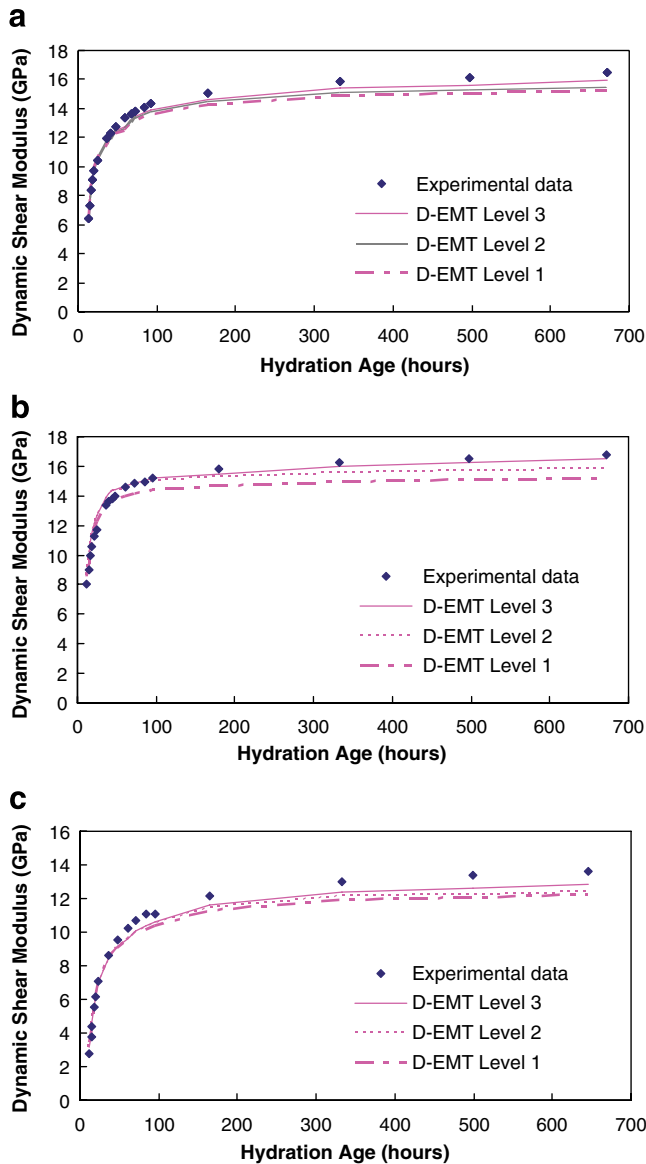 a
18
16
14
12
10
8
6
4
2
0
Dynamic Shear Modulus (GPa)
Experimental data
D-EMT Level 3
D-EMT Level 2
D-EMT Level 1
0 100 200 300 400 500 600 700
Hydration Age (hours)
b
18
16
14
12
10
8
6
4
2
0
Dynamic Shear Modulus (GPa)
Experimental data
D-EMT Level 3
D-EMT Level 2
D-EMT Level 1
0 100 200 300 400 500 600 700
Hydration Age (hours)
c
16
14
12
10
8
6
4
2
0
Dynamic Shear Modulus (GPa)
Experimental data
D-EMT Level 3
D-EMT Level 2
D-EMT Level 1
0 100 200 300 400 500 600 700
Hydration Age (hours)